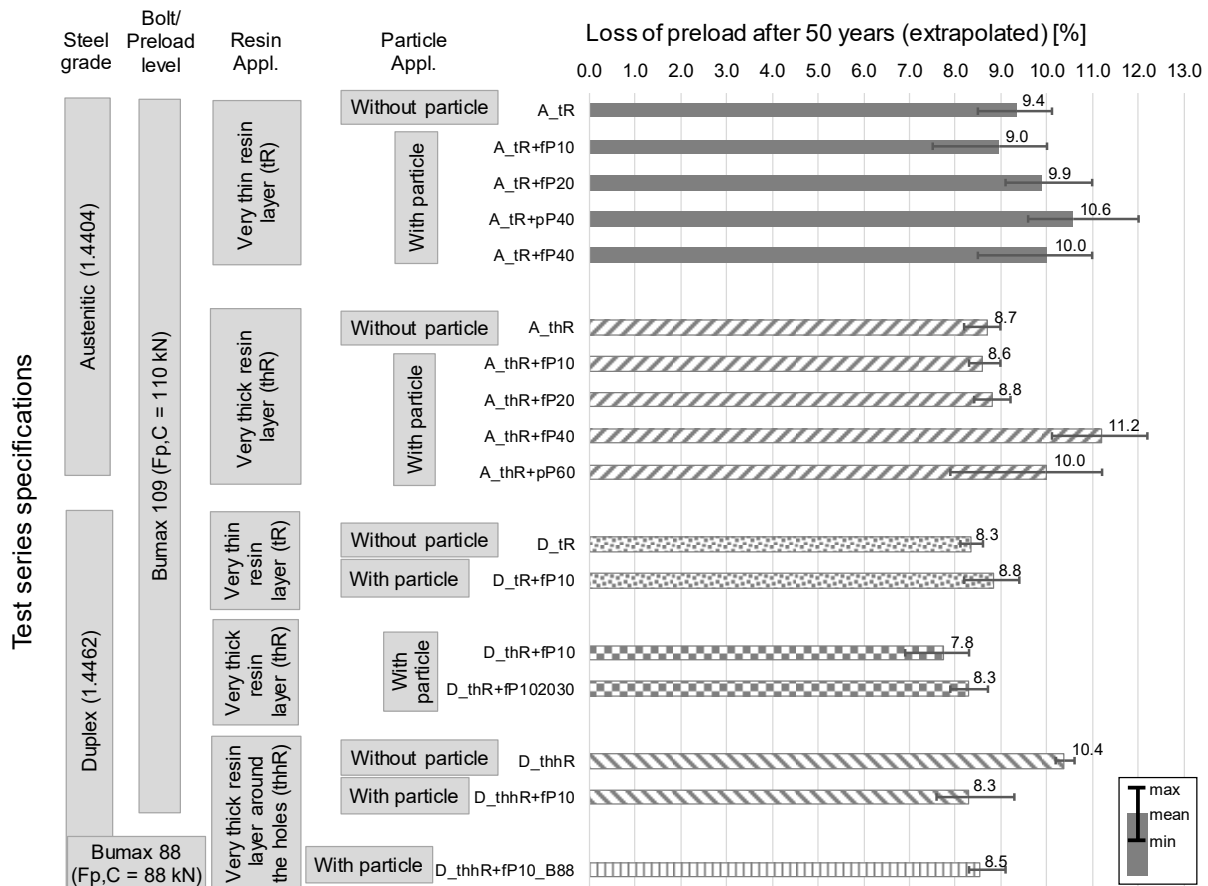 Steel
grade
Bolt/
Preload
level
Resin
Appl.
Particle
Appl.
Loss of preload after 50 years (extrapolated) [%]
0.0 1.0 2.0 3.0 4.0 5.0 6.0 7.0 8.0 9.0 10.0 11.0 12.0 13.0
Test series specifications
Austenitic (1.4404)
Duplex (1.4462)
Bumax 109 (Fp,C = 110 kN)
Bumax 88
(Fp,C = 88 kN)
Very thin resin
layer (tR)
Without particle
With particle
A_tR 9.4
A_tR+fP10 9.0
A_tR+fP20 9.9
A_tR+pP40 10.6
A_tR+fP40 10.0
Very thick resin
layer (thR)
Without particle
With particle
A_thR 8.7
A_thR+fP10 8.6
A_thR+fP20 8.8
A_thR+fP40 11.2
A_thR+pP60 10.0
Very thin
resin
layer (tR)
Without particle
With particle
D_tR 8.3
D_tR+fP10 8.8
Very thick
resin
layer (thR)
With
particle
D_thR+fP10 7.8
D_thR+fP102030 8.3
Very thick resin
layer around
the holes (thhR)
Without particle
With particle
D_thhR 10.4
D_thhR+fP10 8.3
With particle
D_thhR+fP10_B88 8.5
max
mean
min